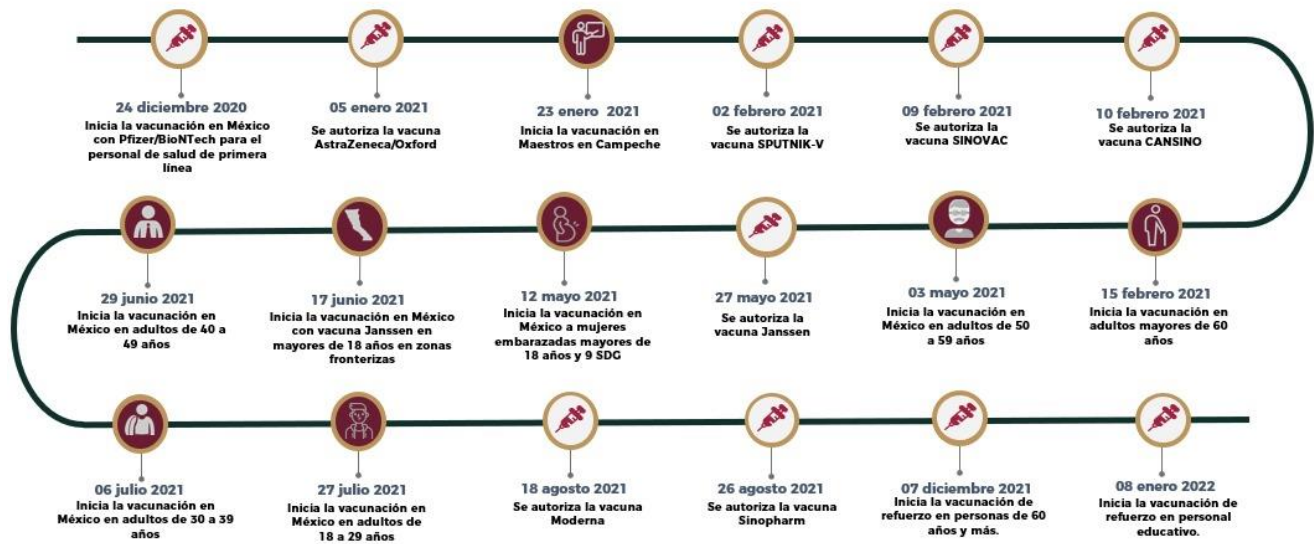 24 diciembre 2020
Inicia la vacunación en México
con Pfizer/BioNTech para el
personal de salud de primera
línea
05 enero 2021
Se autoriza la vacuna
AstraZeneca/Oxford
23 enero 2021
Inicia la vacunación en
Maestros en Campeche
02 febrero 2021
Se autoriza la
vacuna SPUTNIK-V
09 febrero 2021
Se autoriza la
vacuna SINOVAC
10 febrero 2021
Se autoriza la
vacuna CANSINO
15 febrero 2021
Inicia la vacunación en
adultos mayores de 60
años
03 mayo 2021
Inicia la vacunación en
México en adultos de 50
a 59 años
27 mayo 2021
Se autoriza la
vacuna Janssen
12 mayo 2021
Inicia la vacunación en
México a mujeres
embarazadas mayores de
18 años y 9 SDG
17 junio 2021
Inicia la vacunación en México
con vacuna Janssen en
mayores de 18 años en zonas
fronterizas
29 junio 2021
Inicia la vacunación en
México en adultos de 40 a
49 años
06 julio 2021
Inicia la vacunación en
México en adultos de 30 a 39
años
27 julio 2021
Inicia la vacunación en
México en adultos de
18 a 29 años
18 agosto 2021
Se autoriza la vacuna
Moderna
26 agosto 2021
Se autoriza la vacuna
Sinopharm
07 diciembre 2021
Inicia la vacunación de
refuerzo en personas de 60
años y más.
08 enero 2022
Inicia la vacunación de
refuerzo en personal
educativo.